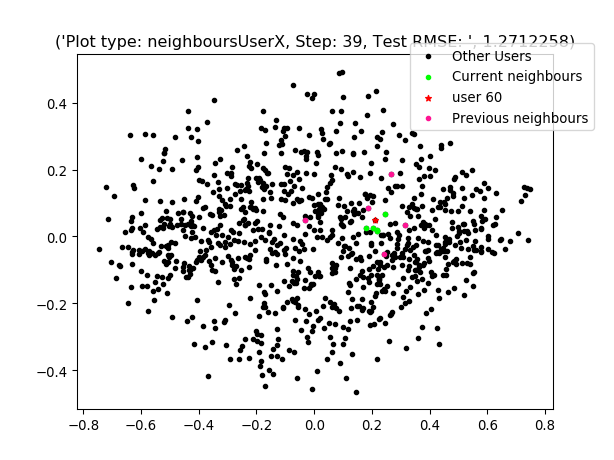 ('Plot type: neighboursUserX, Step: 39, Test RMSE: ', 1.2712258)
Other Users
Current neighbours
user 60
Previous neighbours
0.4
0.2
0.0
−0.2
−0.4
−0.8 −0.6 −0.4 −0.2 0.0 0.2 0.4 0.6 0.8